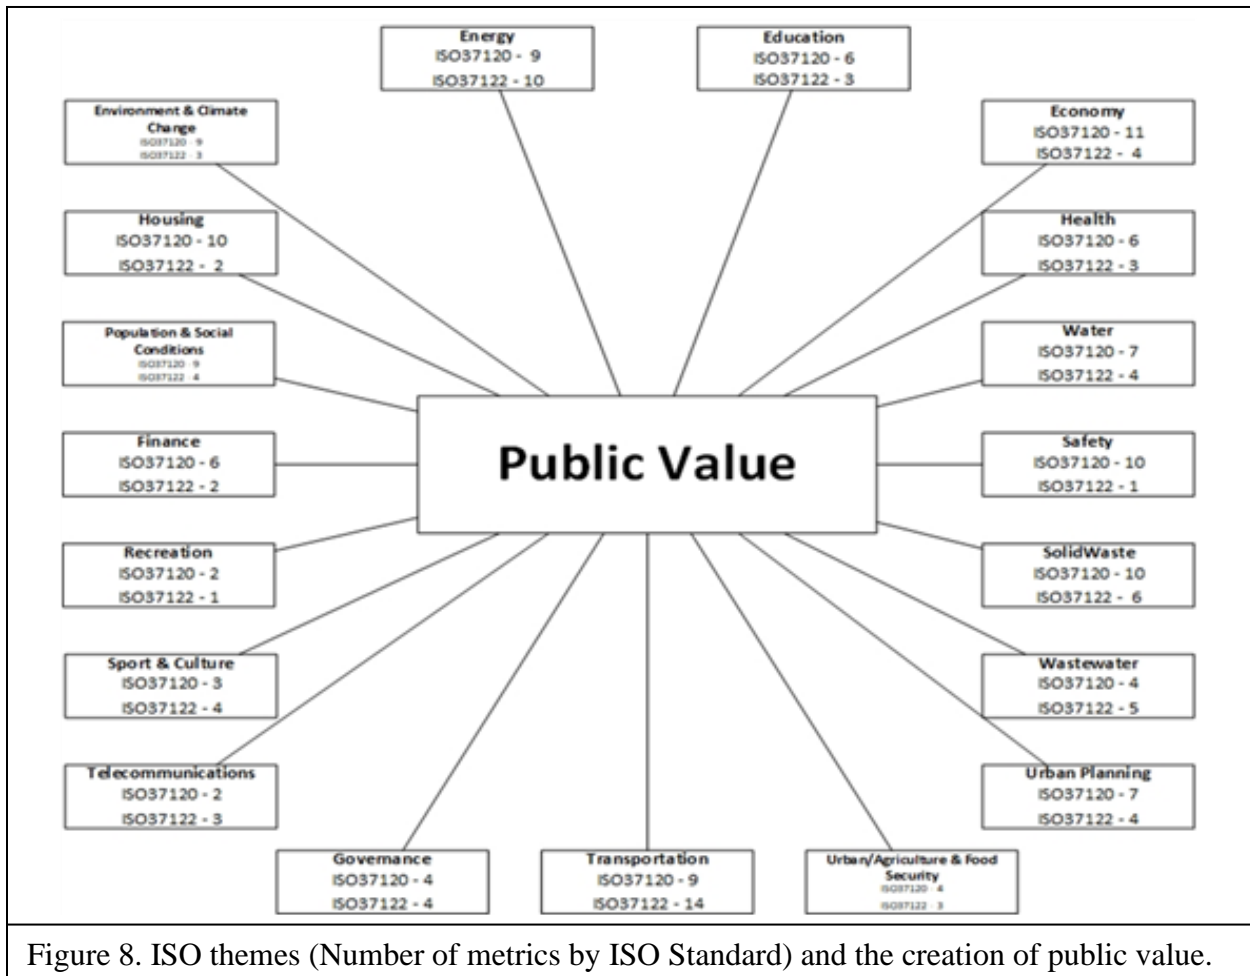 Energy
ISO37120 - 9
ISO37122 - 10
Education
ISO37120 - 6
ISO37122 - 3
Environment & Climate
Change
ISO37120 - 9
ISO37122 - 3
Economy
ISO37120 - 11
ISO37122 - 4
Housing
ISO37120 - 10
ISO37122 - 2
Health
ISO37120 - 6
ISO37122 - 3
Population & Social
Conditions
ISO37120 - 9
ISO37122 - 4
Water
ISO37120 - 7
ISO37122 - 4
Public Value
Finance
ISO37120 - 6
ISO37122 - 2
Safety
ISO37120 - 10
ISO37122 - 1
Recreation
ISO37120 - 2
ISO37122 - 1
SolidWaste
ISO37120 - 10
ISO37122 - 6
Sport & Culture
ISO37120 - 3
ISO37122 - 4
Wastewater
ISO37120 - 4
ISO37122 - 5
Telecommunications
ISO37120 - 2
ISO37122 - 3
Urban Planning
ISO37120 - 7
ISO37122 - 4
Governance
ISO37120 - 4
ISO37122 - 4
Transportation
ISO37120 - 9
ISO37122 - 14
Urban/Agriculture & Food
Security
ISO37120 - 4
ISO37122 - 3
Figure 8. ISO themes (Number of metrics by ISO Standard) and the creation of public value.